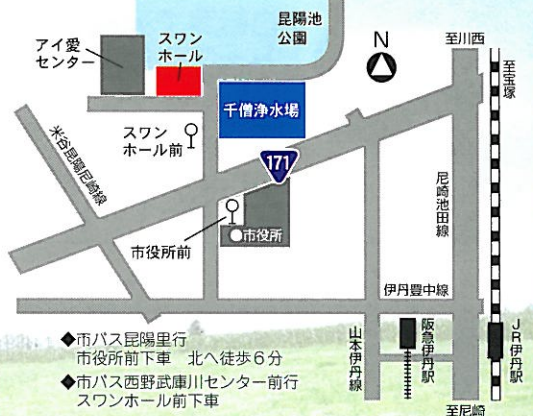 昆陽池
公園
アイ愛
センター
スワン
ホール
N
至川西
至宝塚
千僧浄水場
スワン
ホール前
171
米谷昆陽尼崎線
尼崎池田線
市役所
市役所前
伊丹豊中線
山本伊丹線
阪急伊丹駅
JR伊丹駅
◆市バス昆陽里行
市役所前下車 北へ徒歩6分
◆市バス西野武庫川センター前行
スワンホール前下車
至尼崎